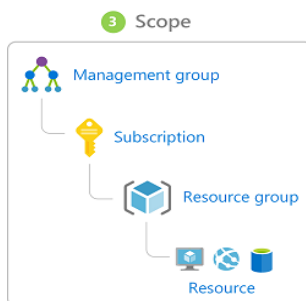 3 Scope
Management group
Subscription
Resource group
Resource